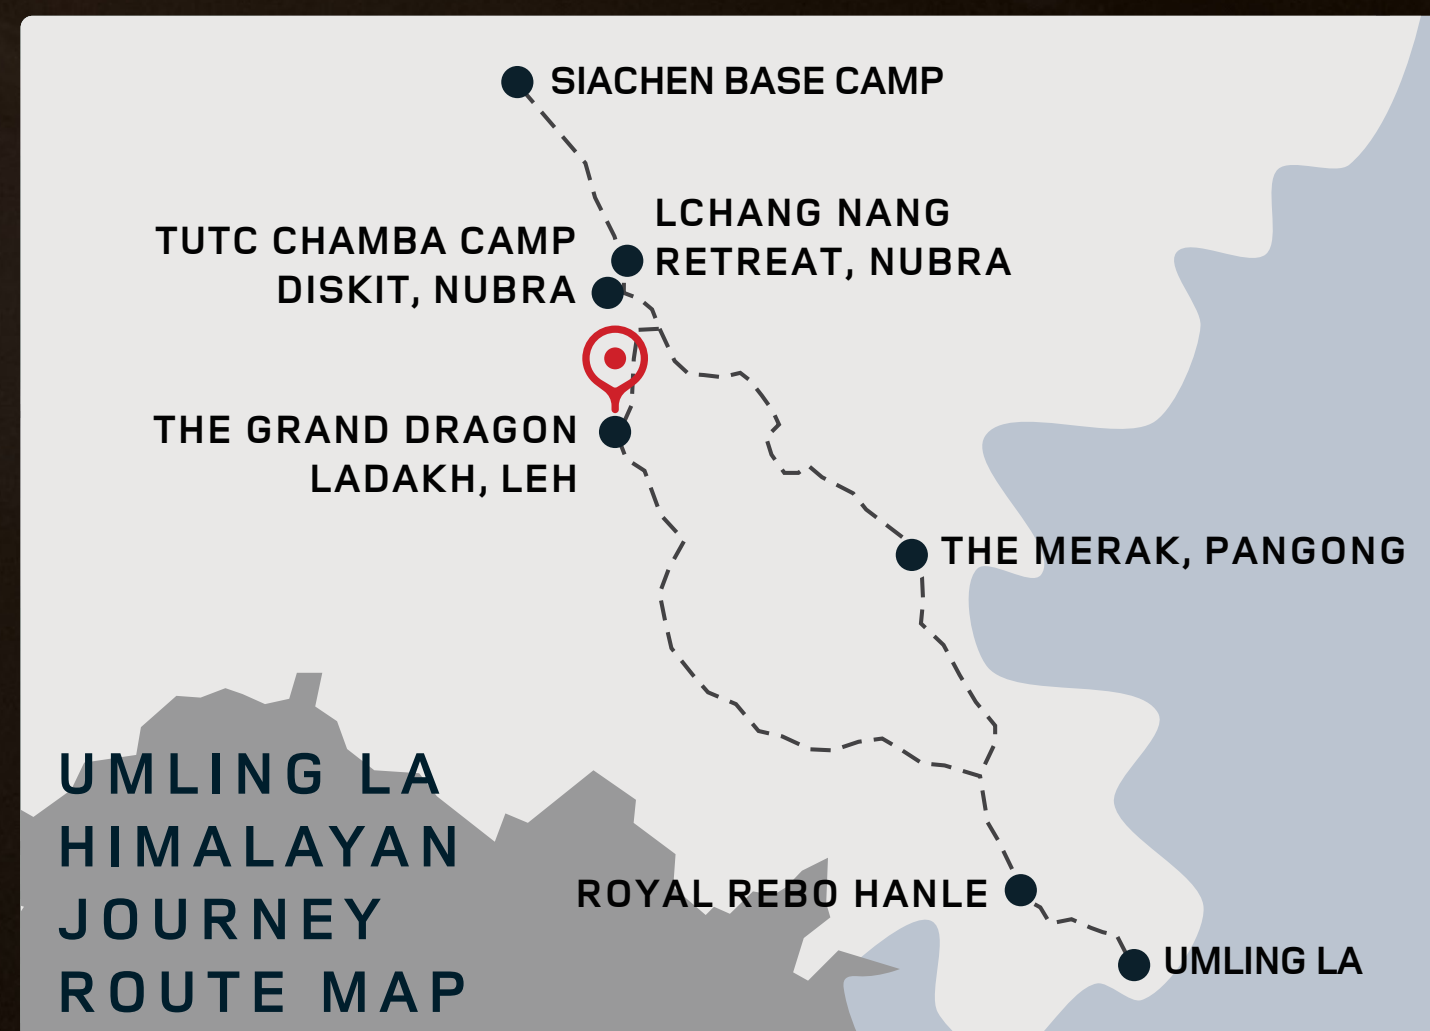 SIACHEN BASE CAMP
LCHANG NANG
RETREAT, NUBRA
TUTC CHAMBA CAMP
DISKIT, NUBRA
THE GRAND DRAGON
LADAKH, LEH
THE MERAK, PANGONG
ROYAL REBO HANLE
UMLING LA
UMLING LA
HIMALAYAN
JOURNEY
ROUTE MAP